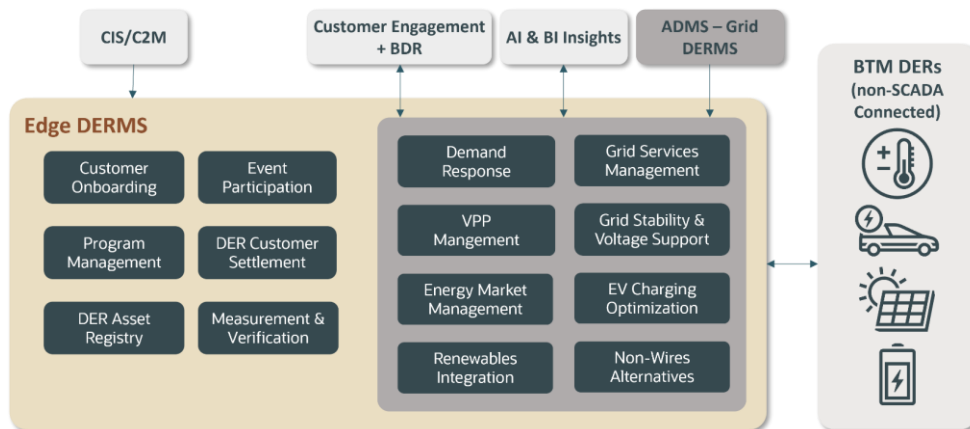 CIS/C2M
Customer Engagement
+ BDR
AI & BI Insights
ADMS – Grid
DERMS
BTM DERs
(non-SCADA
Connected)
Edge DERMS
Customer
Onboarding
Event
Participation
Program
Management
DER Customer
Settlement
DER Asset
Registry
Measurement &
Verification
Demand
Response
Grid Services
Management
VPP
Mangement
Grid Stability &
Voltage Support
Energy Market
Management
EV Charging
Optimization
Renewables
Integration
Non-Wires
Alternatives